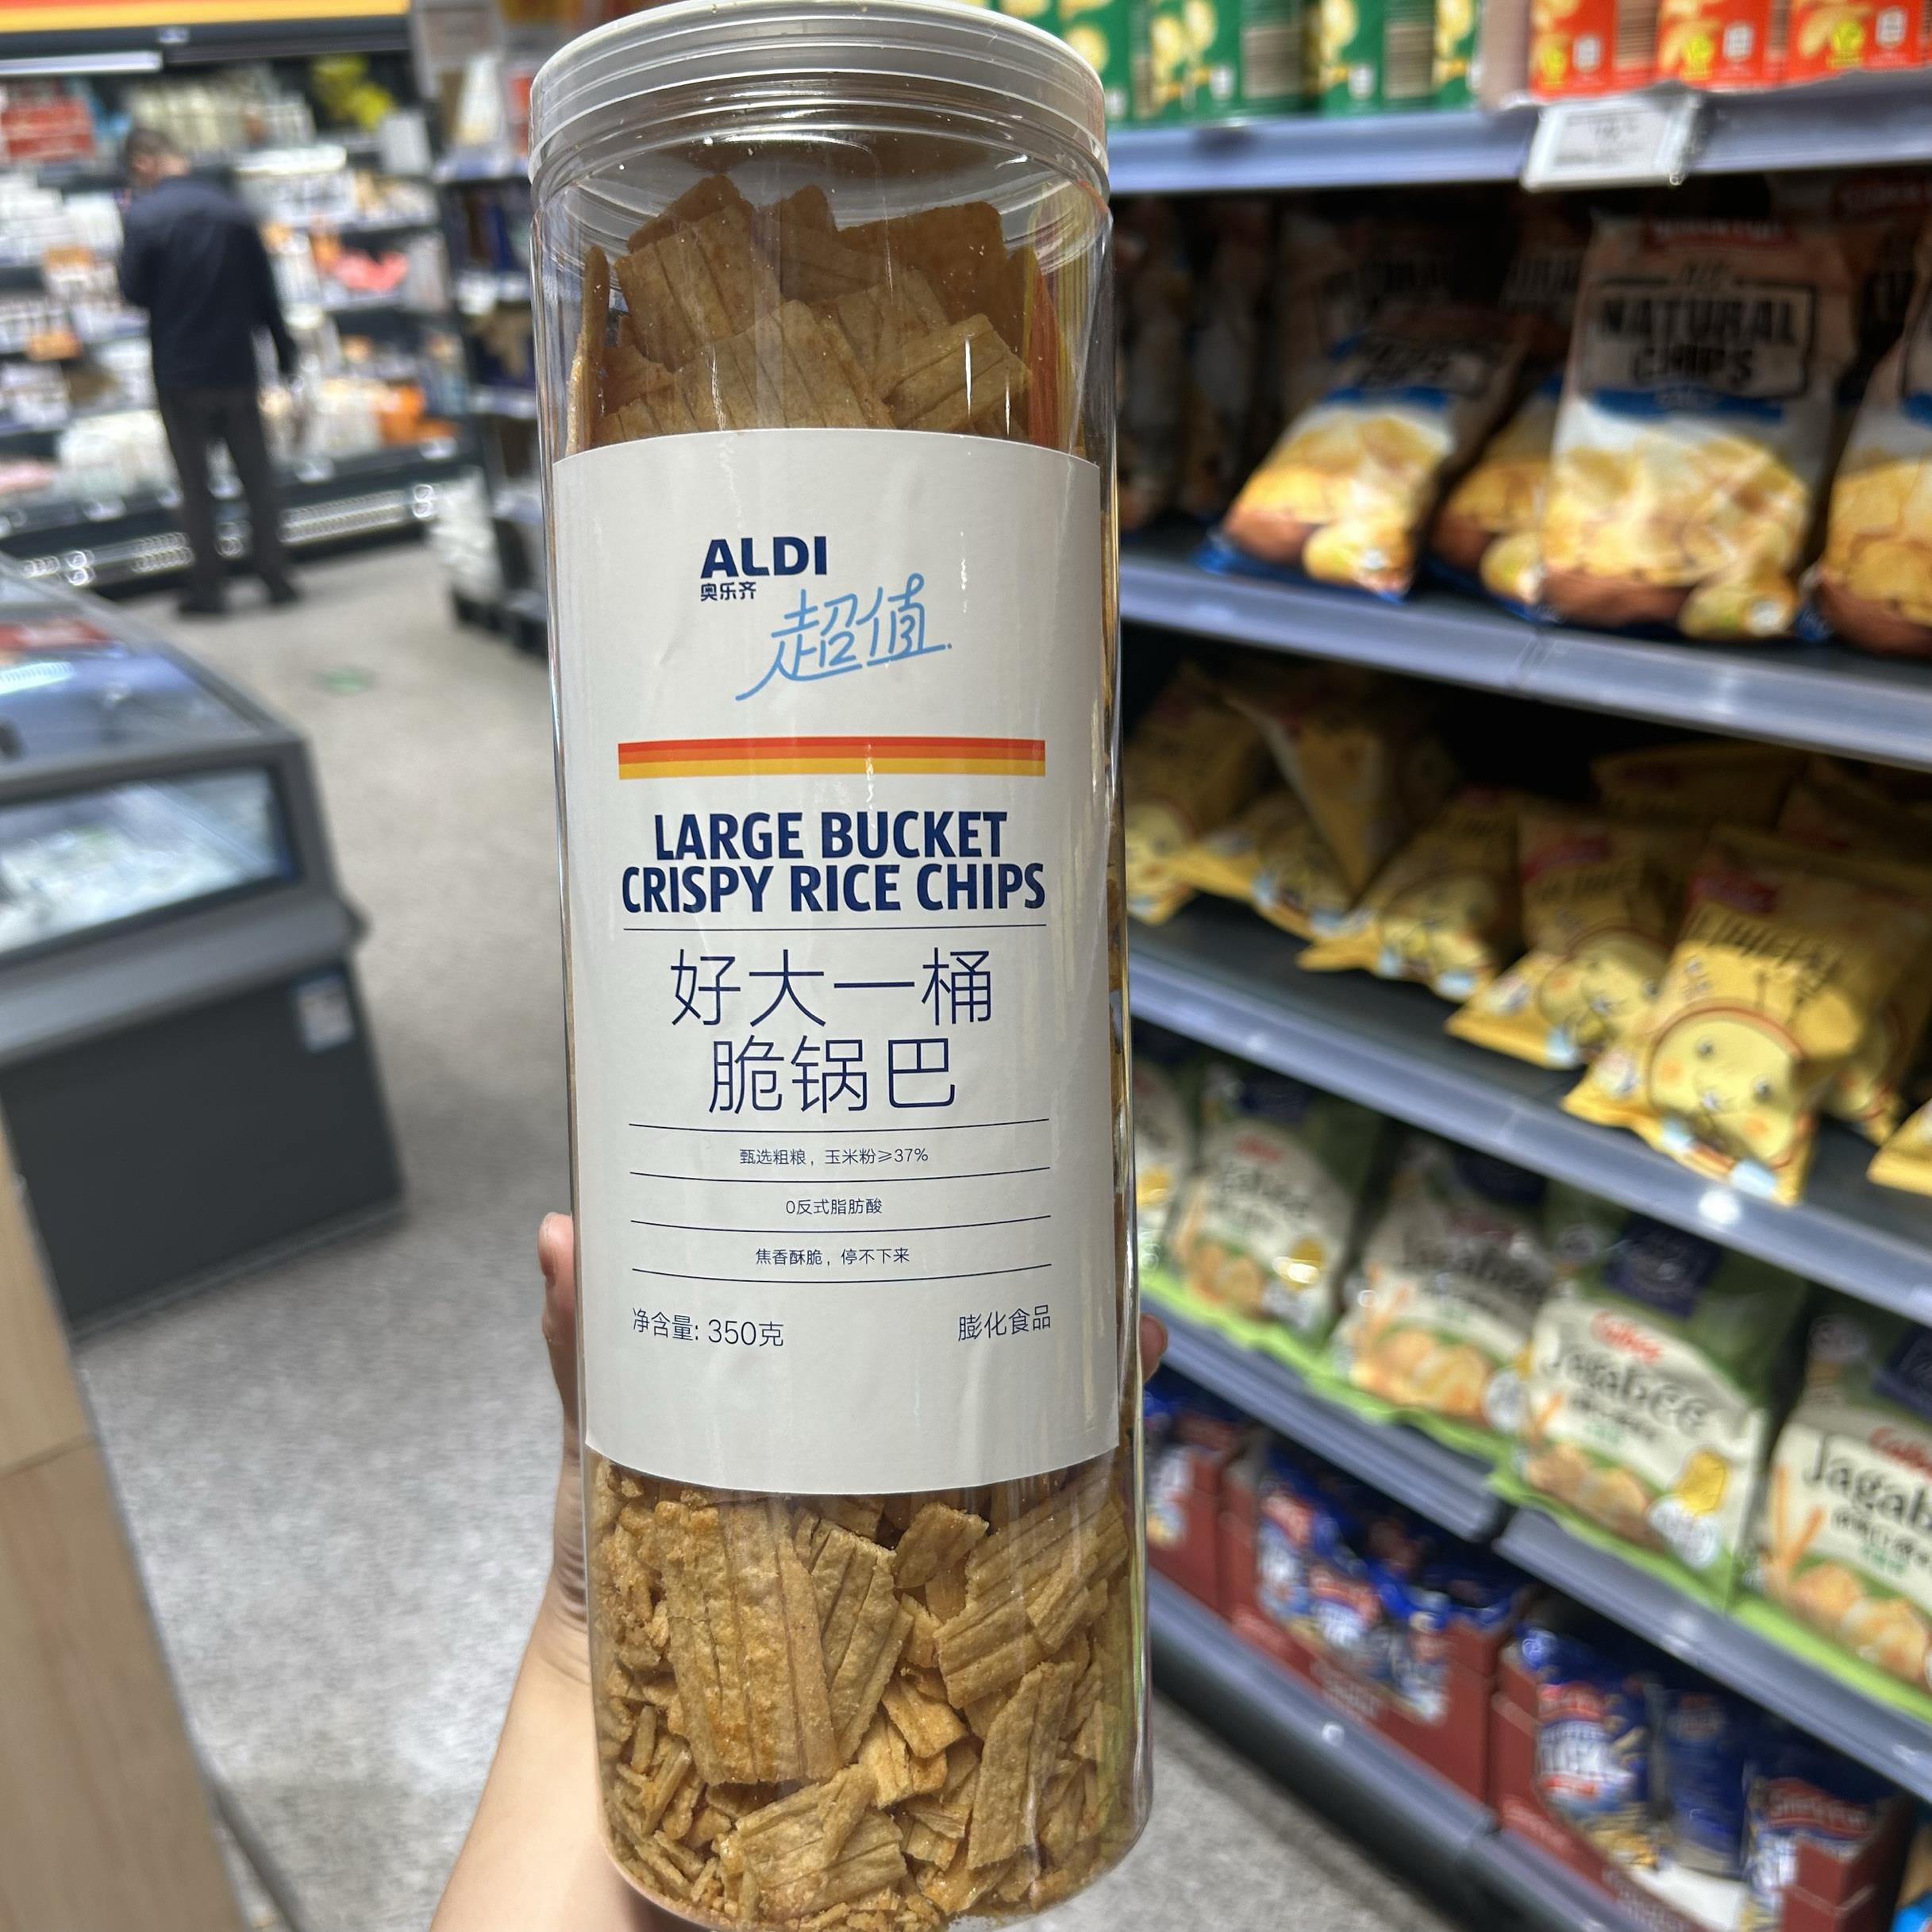 ALDI
奥乐齐
超值
LARGE BUCKET
CRISPY RICE CHIPS
好大一桶
脆锅巴
甄选粗粮，玉米粉≥37%
0反式脂肪酸
焦香酥脆，停不下来
净含量: 350克
膨化食品
NATURAL
CHIPS
Calbee
Jagabee